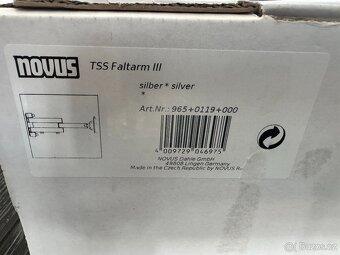 novus TSS Faltarm III
silber * silver
*
Art.Nr.: 965+0119+000
4 009729 046975
NOVUS Dahle GmbH
49808 Lingen Germany
Made in the Czech Republic by NOVUS
Bazos.cz